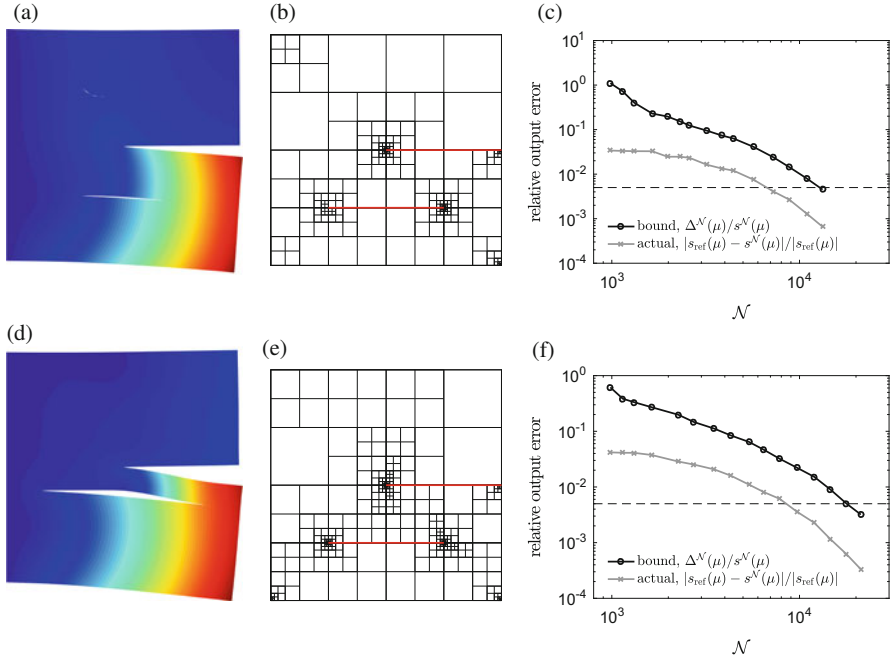 (a)
(b)
(c)
relative output error
10^1
10^0
10^-1
10^-2
10^-3
10^-4
bound, Δ^𝒩(μ)/s^𝒩(μ)
actual, |s_ref(μ) − s^𝒩(μ)|/|s_ref(μ)|
10^3
10^4
𝒩
(d)
(e)
(f)
relative output error
10^0
10^-1
10^-2
10^-3
10^-4
bound, Δ^𝒩(μ)/s^𝒩(μ)
actual, |s_ref(μ) − s^𝒩(μ)|/|s_ref(μ)|
10^3
10^4
𝒩